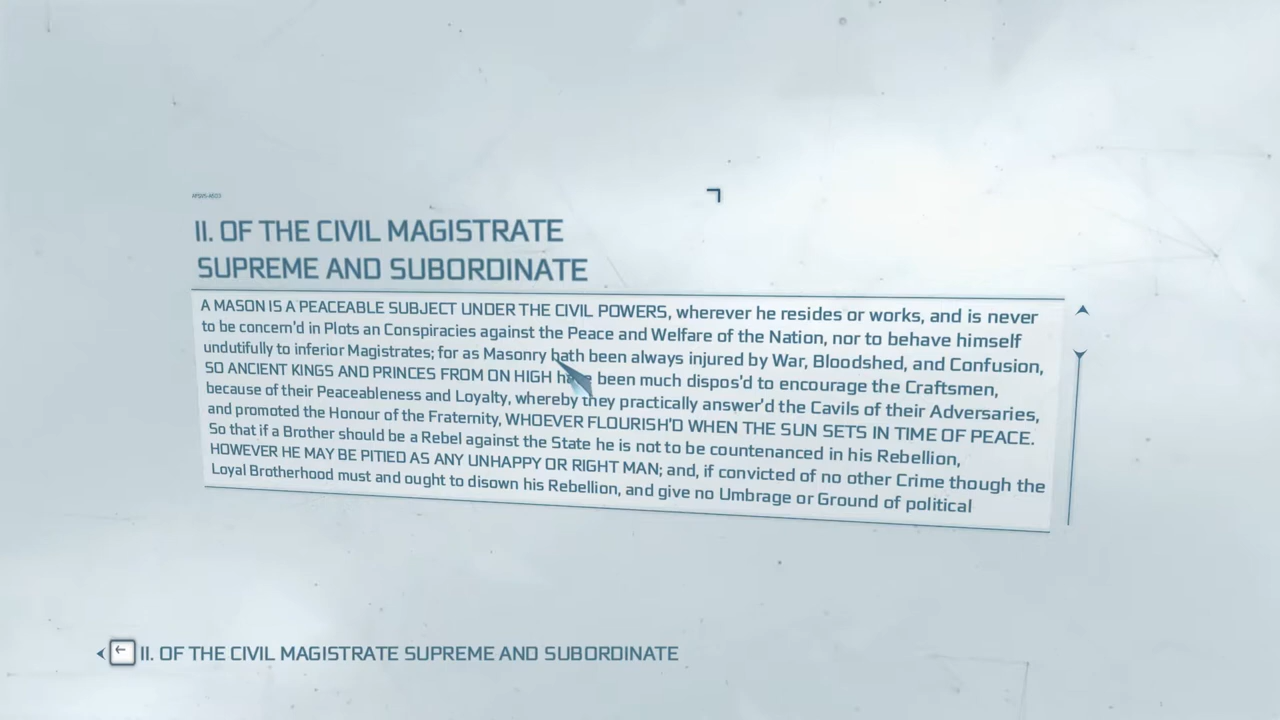 II. OF THE CIVIL MAGISTRATE
SUPREME AND SUBORDINATE
A MASON IS A PEACEABLE SUBJECT UNDER THE CIVIL POWERS, wherever he resides or works, and is never
to be concern'd in Plots an Conspiracies against the Peace and Welfare of the Nation, nor to behave himself
undutifully to inferior Magistrates; for as Masonry hath been always injured by War, Bloodshed, and Confusion,
SO ANCIENT KINGS AND PRINCES FROM ON HIGH have been much dispos'd to encourage the Craftsmen,
because of their Peaceableness and Loyalty, whereby they practically answer'd the Cavils of their Adversaries,
and promoted the Honour of the Fraternity, WHOEVER FLOURISH'D WHEN THE SUN SETS IN TIME OF PEACE.
So that if a Brother should be a Rebel against the State he is not to be countenanced in his Rebellion,
HOWEVER HE MAY BE PITIED AS ANY UNHAPPY OR RIGHT MAN; and, if convicted of no other Crime though the
Loyal Brotherhood must and ought to disown his Rebellion, and give no Umbrage or Ground of political
II. OF THE CIVIL MAGISTRATE SUPREME AND SUBORDINATE